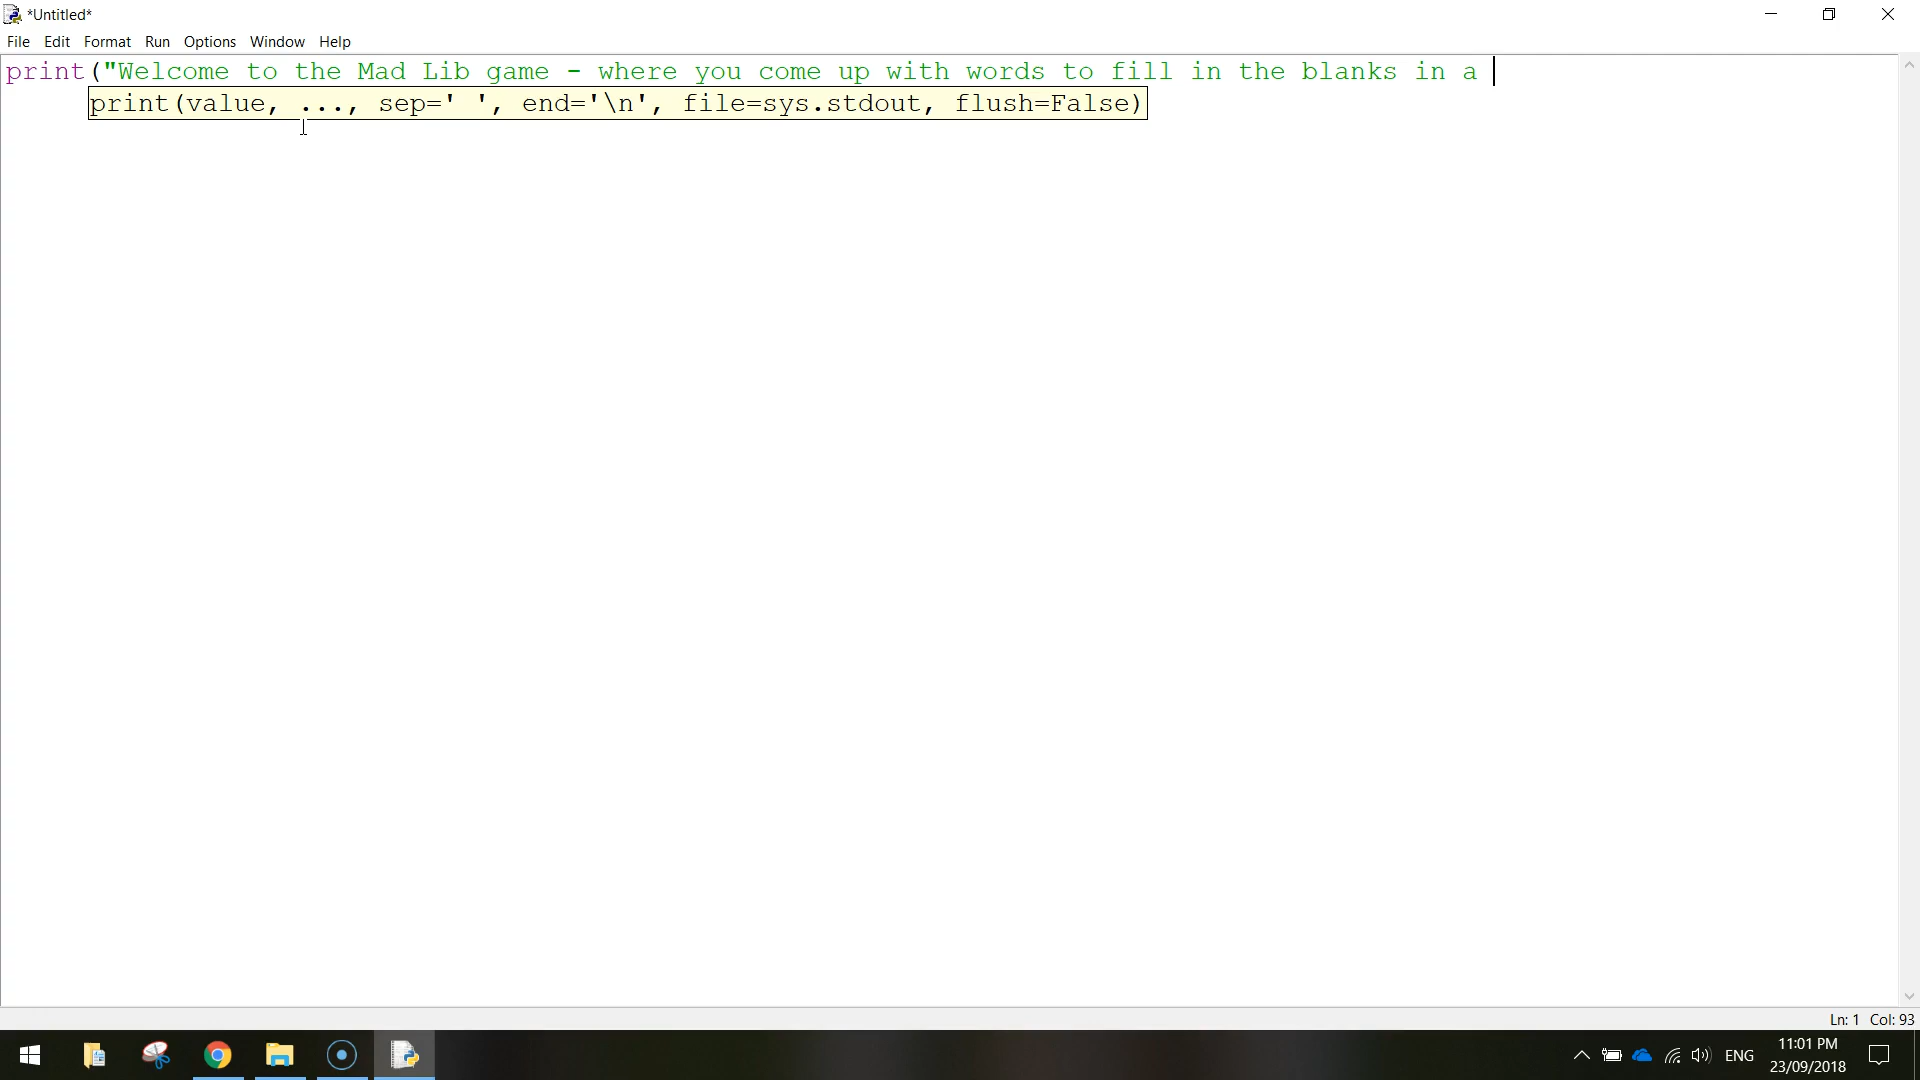 *Untitled*
File Edit Format Run Options Window Help
print("Welcome to the Mad Lib game - where you come up with words to fill in the blanks in a
print(value, ..., sep=' ', end='\n', file=sys.stdout, flush=False)
Ln: 1 Col: 93
ENG
11:01 PM
23/09/2018